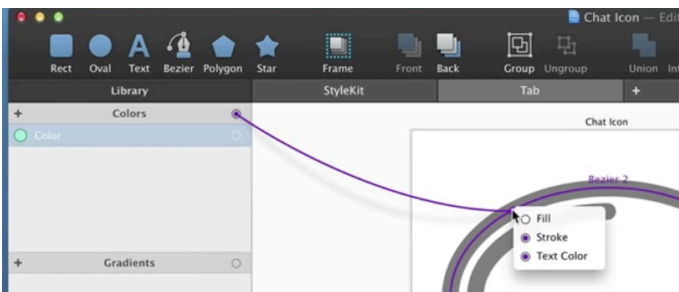 Chat Icon — Edi
Rect Oval Text Bezier Polygon Star Frame Front Back Group Ungroup Union In
Library StyleKit Tab +
+ Colors
Color
Chat Icon
Bezier 2
Fill
Stroke
Text Color
+ Gradients